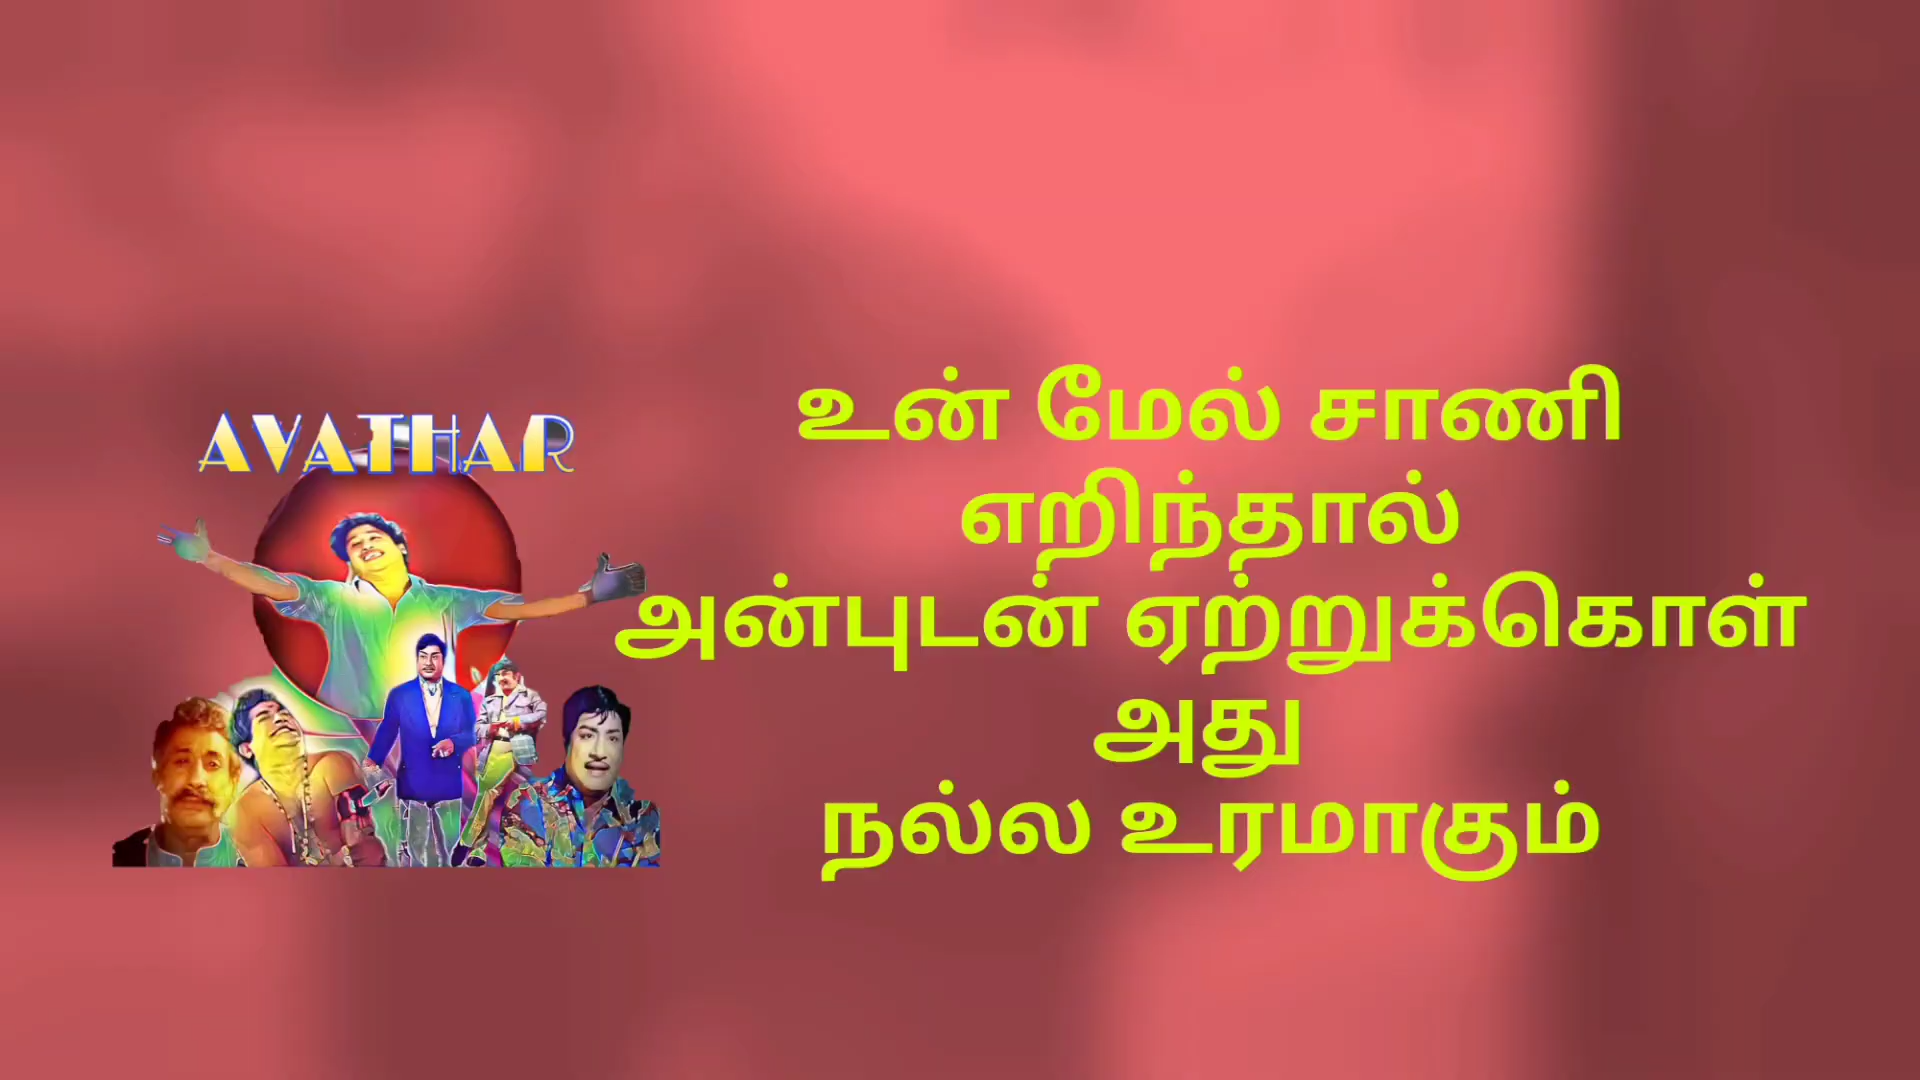 AVATHAR
உன் மேல் சாணி
எறிந்தால்
அன்புடன் ஏற்றுக்கொள்
அது
நல்ல உரமாகும்